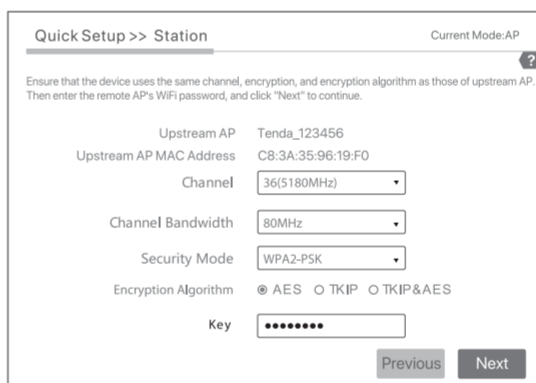 Quick Setup >> Station Current Mode:AP
?
Ensure that the device uses the same channel, encryption, and encryption algorithm as those of upstream AP.
Then enter the remote AP's WiFi password, and click "Next" to continue.
Upstream AP Tenda_123456
Upstream AP MAC Address C8:3A:35:96:19:F0
Channel 36(5180MHz)
Channel Bandwidth 80MHz
Security Mode WPA2-PSK
Encryption Algorithm AES TKIP TKIP&AES
Key ●●●●●●●●
Previous Next